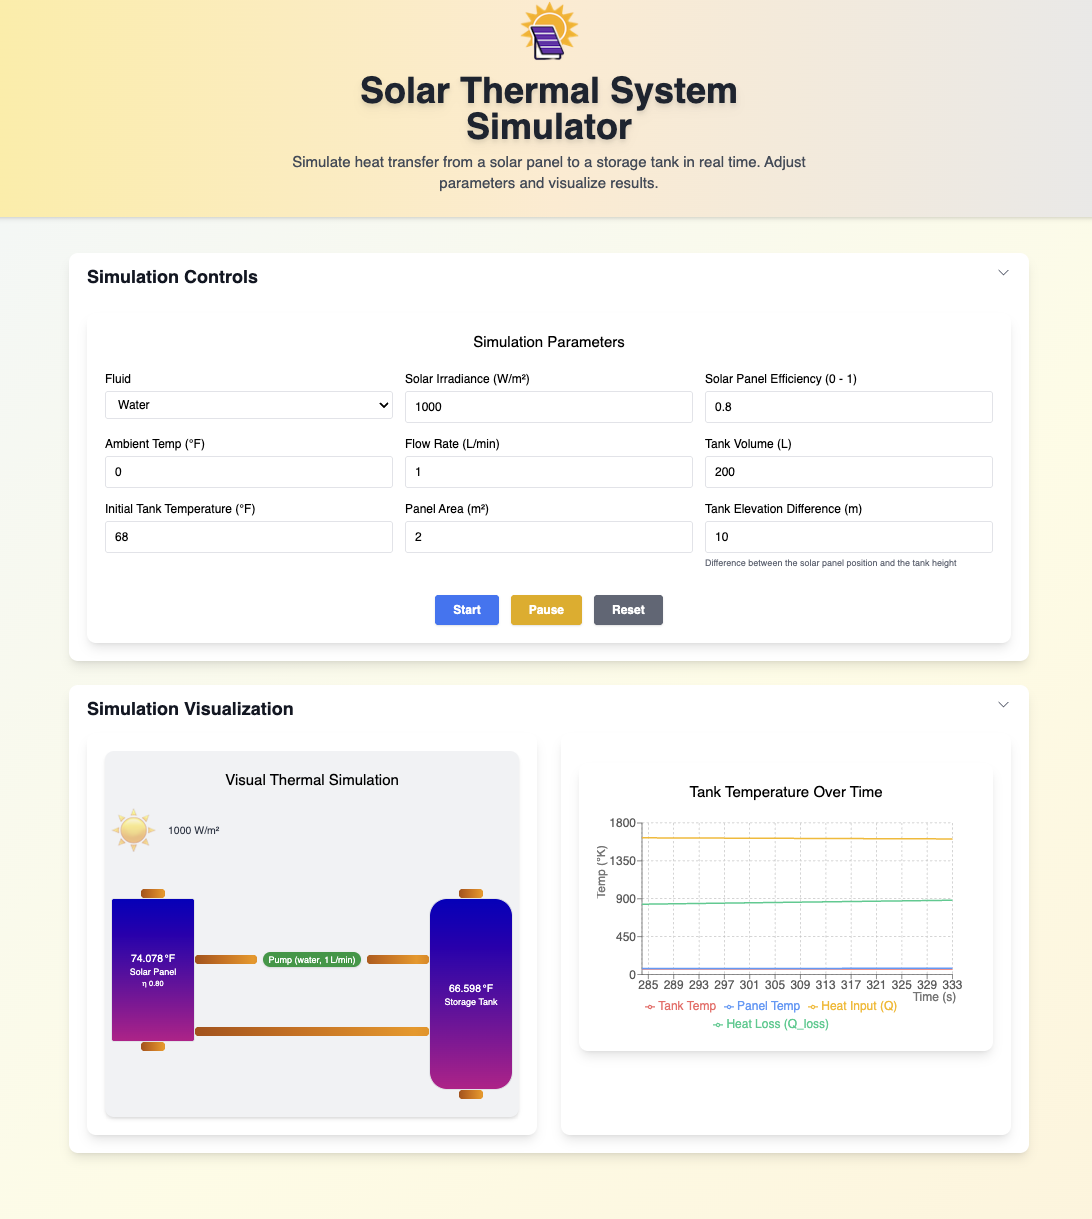 Solar Thermal System
Simulator
Simulate heat transfer from a solar panel to a storage tank in real time. Adjust
parameters and visualize results.
Simulation Controls
Simulation Parameters
Fluid
Solar Irradiance (W/m²)
Solar Panel Efficiency (0 - 1)
Water
1000
0.8
Ambient Temp (°F)
Flow Rate (L/min)
Tank Volume (L)
0
1
200
Initial Tank Temperature (°F)
Panel Area (m²)
Tank Elevation Difference (m)
68
2
10
Difference between the solar panel position and the tank height
Start
Pause
Reset
Simulation Visualization
Visual Thermal Simulation
1000 W/m²
74.078 °F
Solar Panel
η 0.80
Pump (water, 1 L/min)
66.598 °F
Storage Tank
Tank Temperature Over Time
1800
1350
900
450
0
Temp (°K)
285 289 293 297 301 305 309 313 317 321 325 329 333
Time (s)
Tank Temp Panel Temp Heat Input (Q)
Heat Loss (Q_loss)